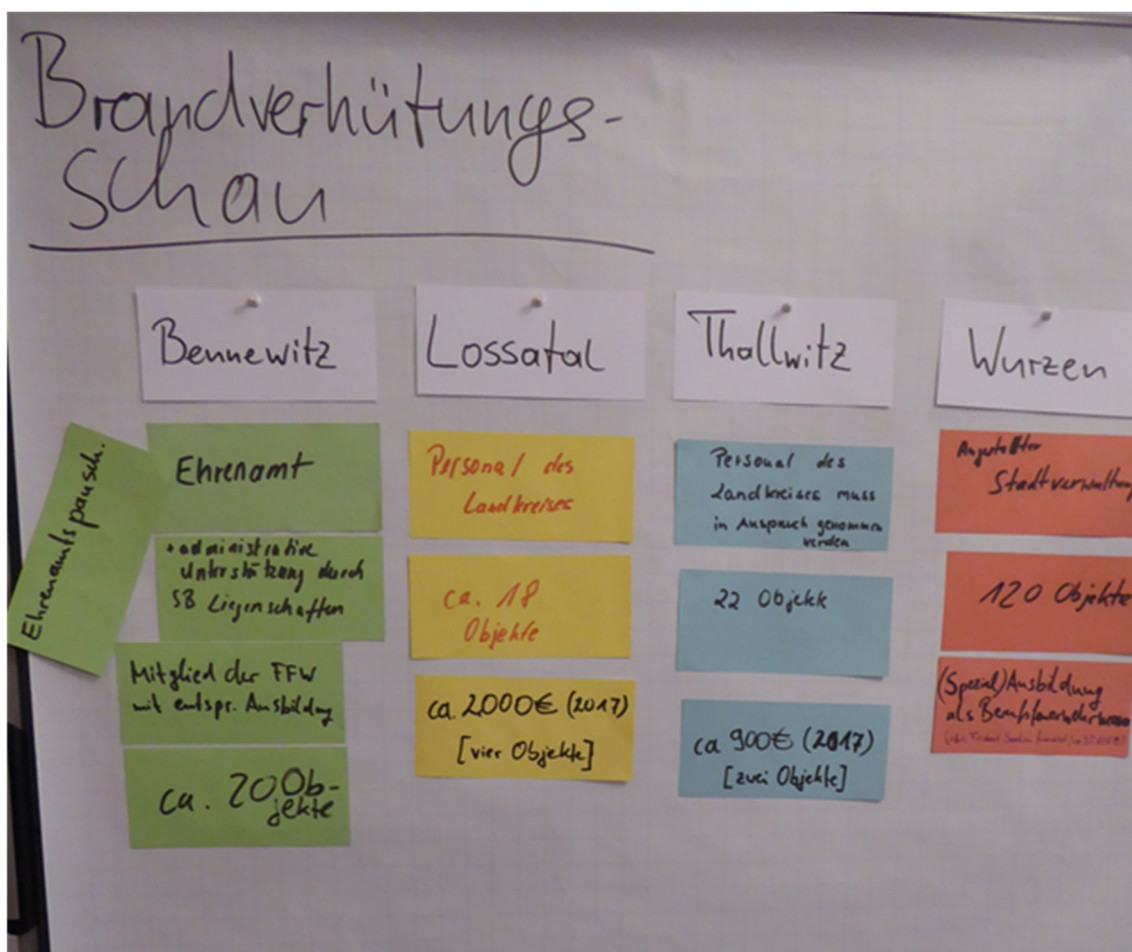 Brandverhütungs-
schau
Bennewitz
Ehrenamtspausch.
Ehrenamt
+ administrative
Unterstützung durch
SB Liegenschaften
Mitglied der FFW
mit entspr. Ausbildung
ca. 20 Ob-
jekte
Lossatal
Personal des
Landkreises
ca. 18
Objekte
ca. 2000€ (2017)
[vier Objekte]
Thallwitz
Personal des
Landkreises muss
in Anspruch genommen
werden
22 Objekte
ca 900€ (2017)
[zwei Objekte]
Wurzen
Angestellter
Stadtverwaltung
120 Objekte
(Spezial) Ausbildung
als Berufsfeuerwehrmann